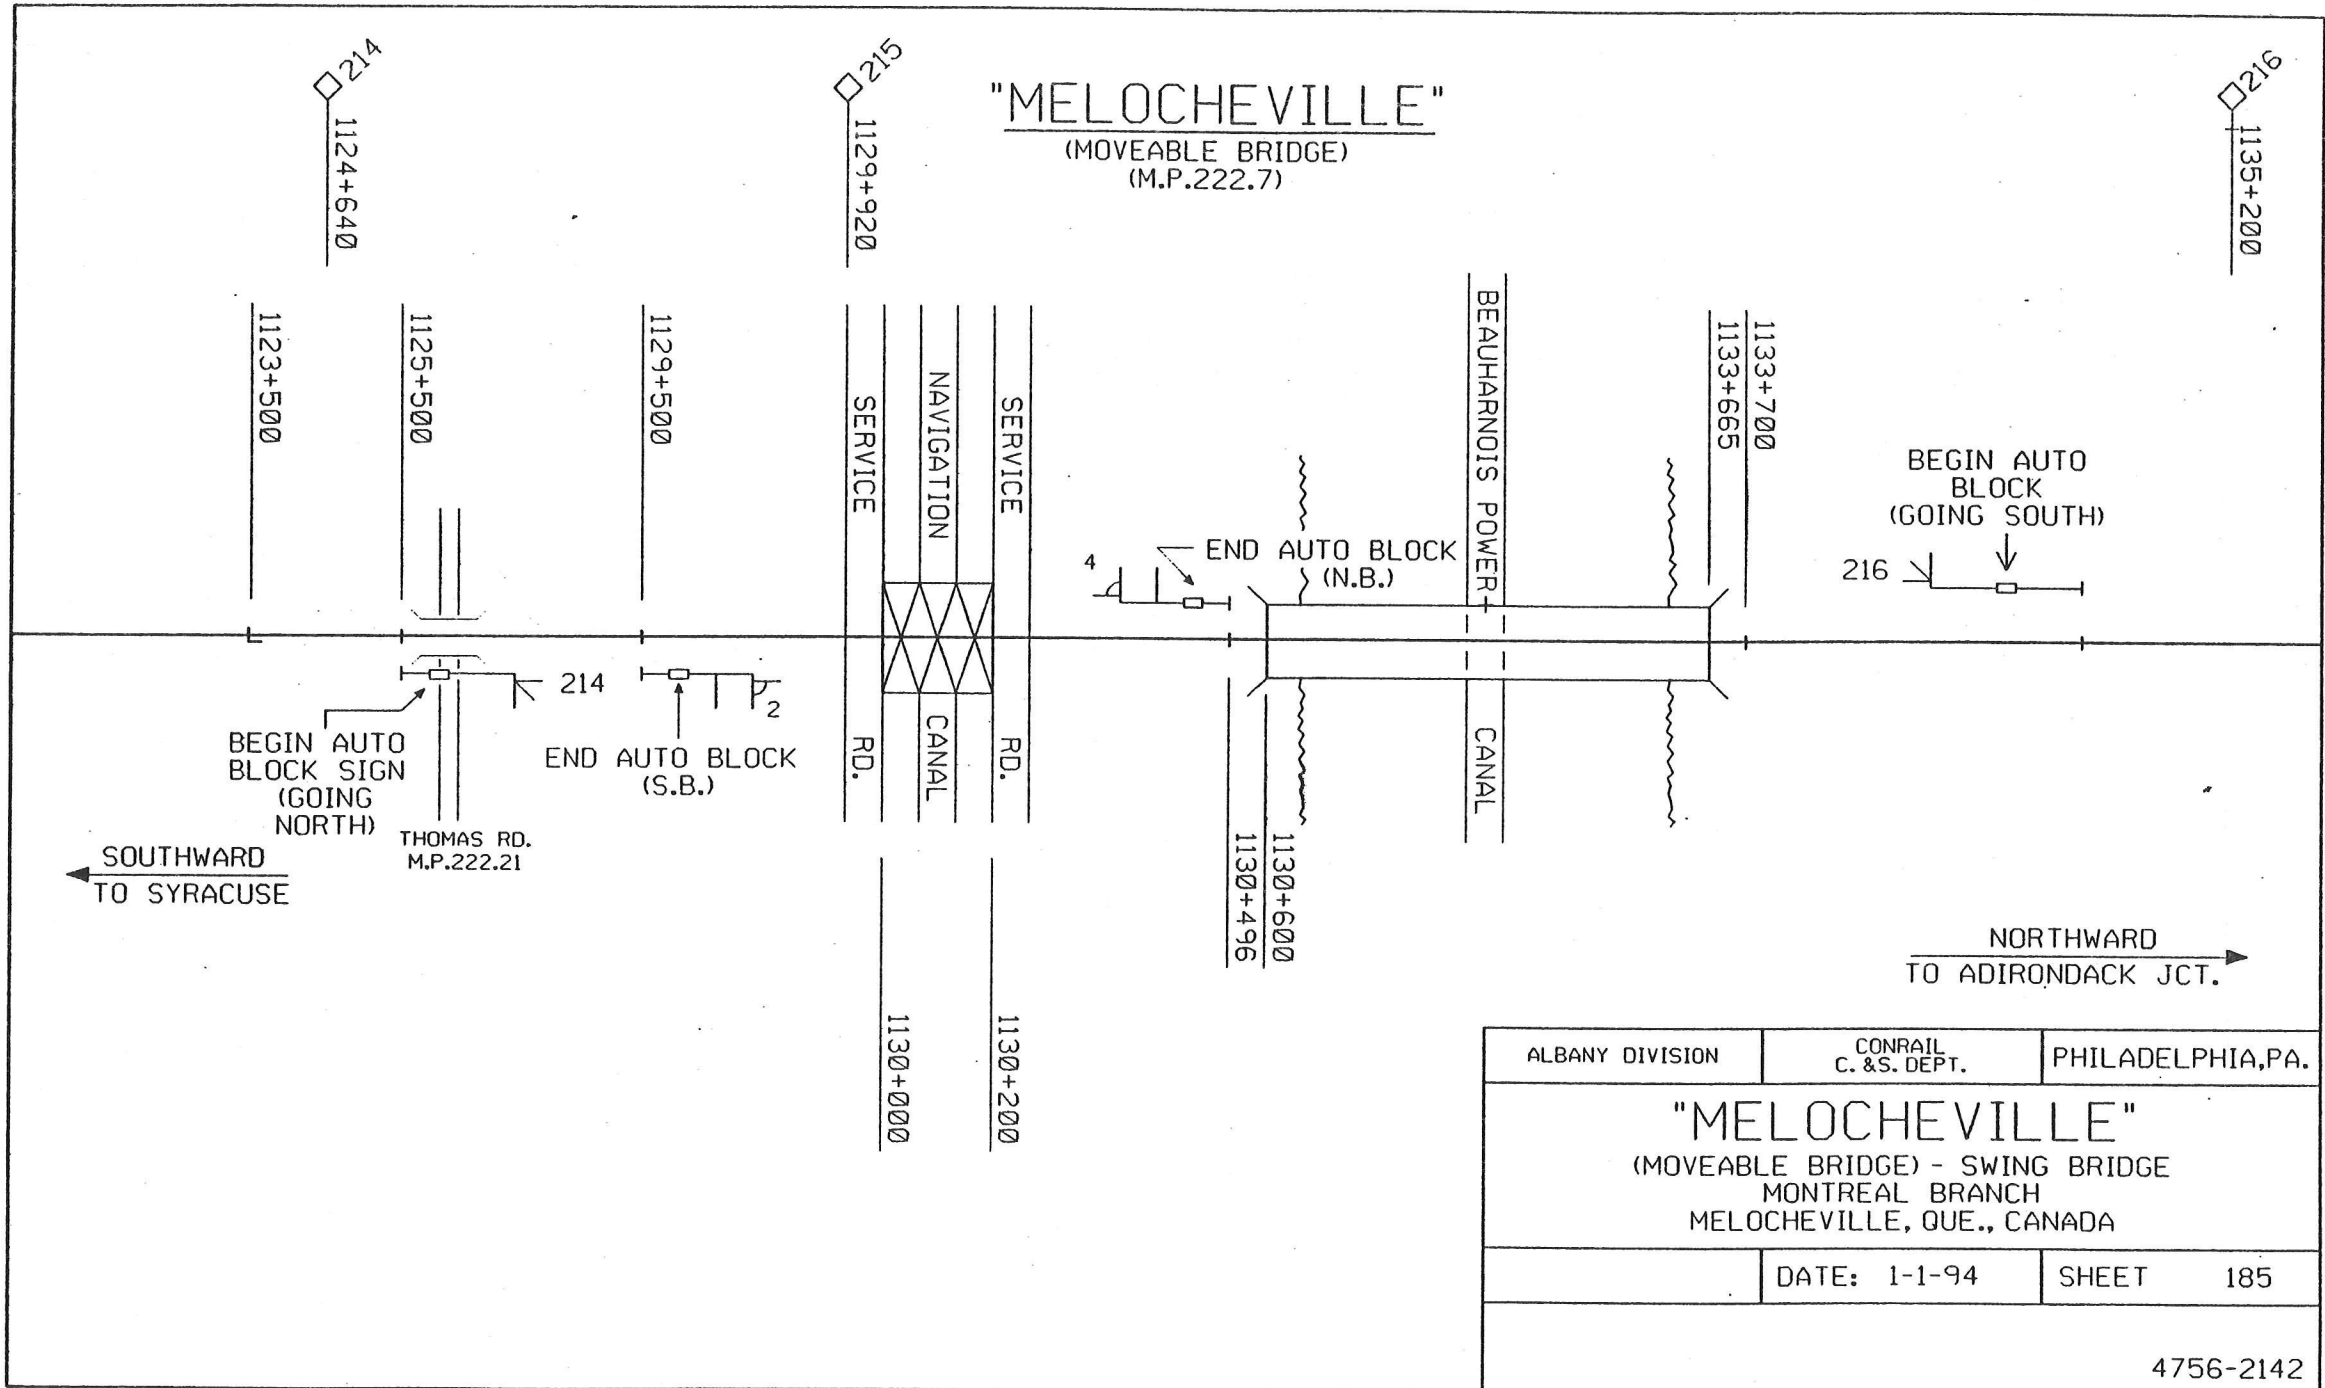 214
215
216
1124+640
1129+920
1135+200
"MELOCHEVILLE"
(MOVEABLE BRIDGE)
(M.P.222.7)
1123+500
1125+500
1129+500
SERVICE
RD.
NAVIGATION
CANAL
SERVICE
RD.
BEAUHARNOIS POWER
CANAL
1133+665
1133+700
BEGIN AUTO
BLOCK
(GOING SOUTH)
216
4
END AUTO BLOCK
(N.B.)
214
2
BEGIN AUTO
BLOCK SIGN
(GOING
NORTH)
END AUTO BLOCK
(S.B.)
THOMAS RD.
M.P.222.21
SOUTHWARD
TO SYRACUSE
1130+496
1130+600
1130+000
1130+200
NORTHWARD
TO ADIRONDACK JCT.
ALBANY DIVISION
CONRAIL
C. &S. DEPT.
PHILADELPHIA,PA.
"MELOCHEVILLE"
(MOVEABLE BRIDGE) - SWING BRIDGE
MONTREAL BRANCH
MELOCHEVILLE, QUE., CANADA
DATE: 1-1-94
SHEET 185
4756-2142